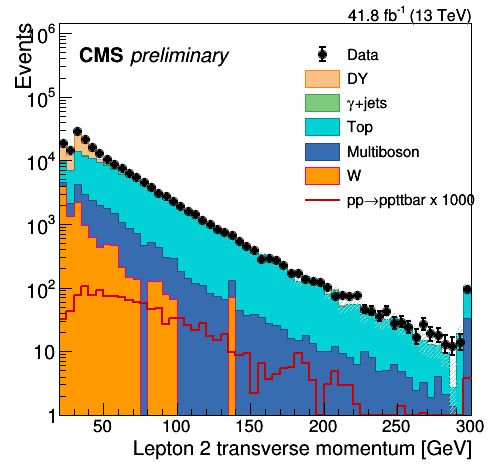 41.8 fb⁻¹ (13 TeV)
Events
CMS preliminary
Data
DY
γ+jets
Top
Multiboson
W
pp→ppttbar x 1000
10⁶
10⁵
10⁴
10³
10²
10
1
50 100 150 200 250 300
Lepton 2 transverse momentum [GeV]